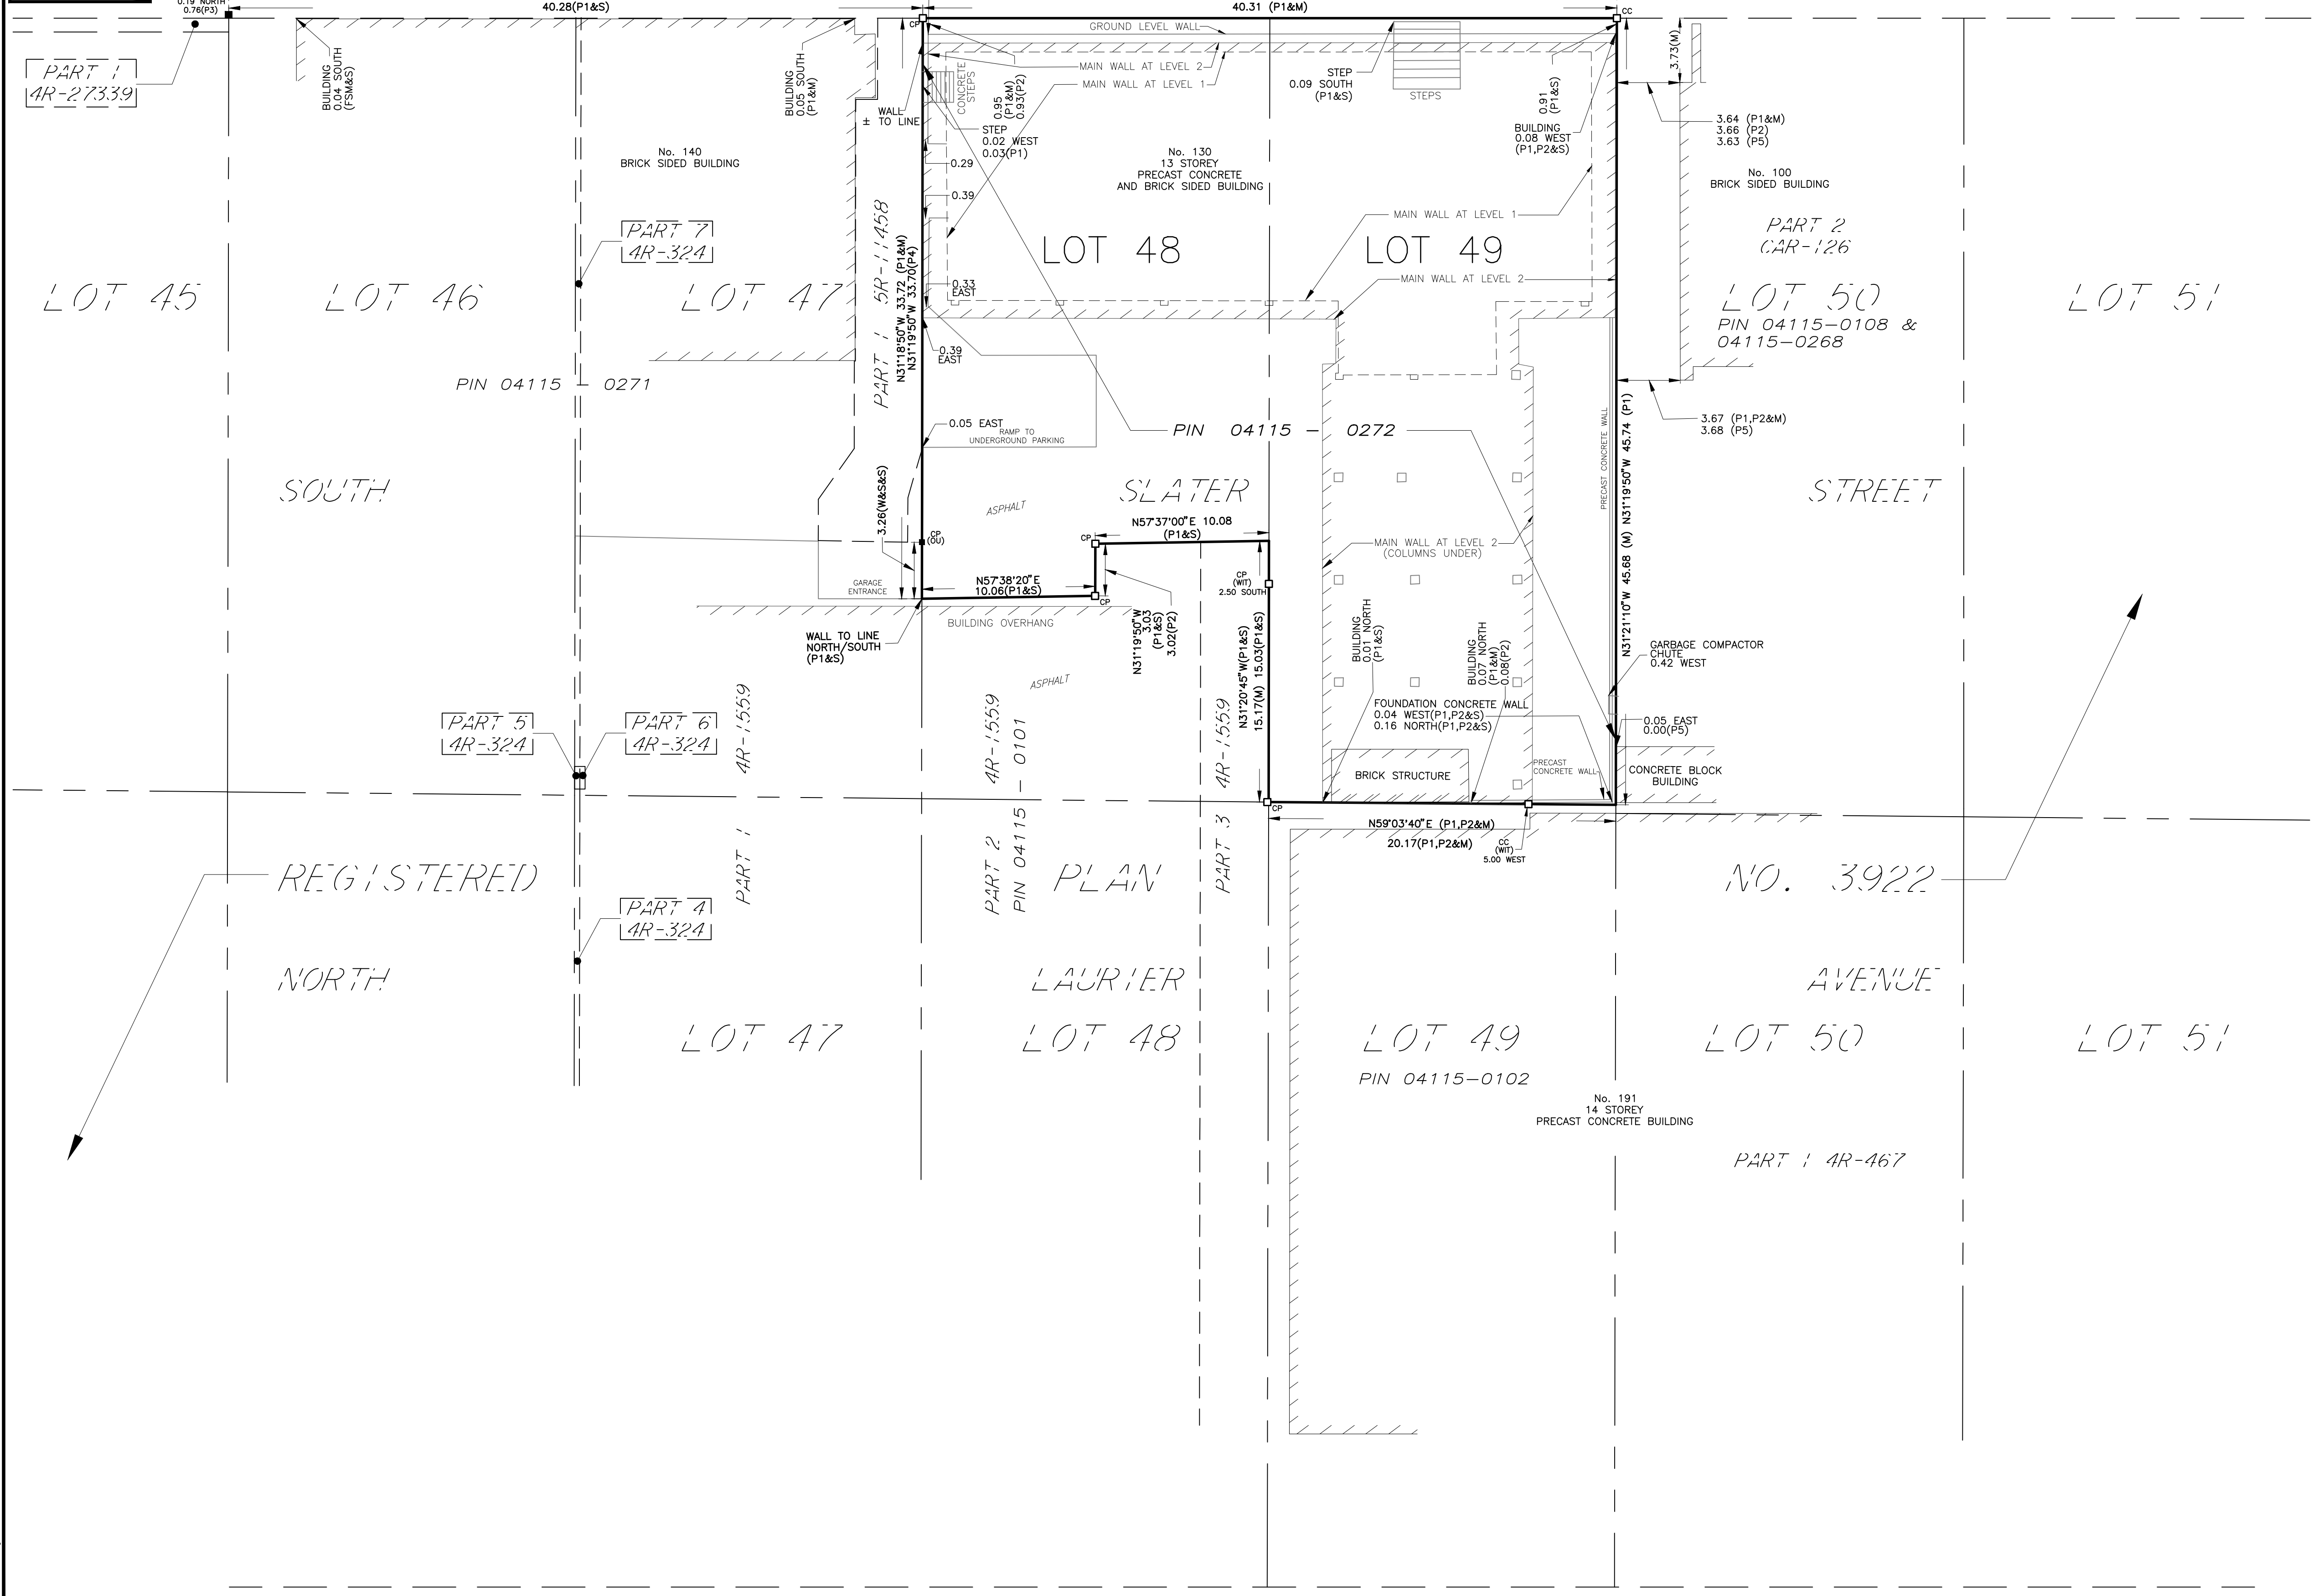 0.19 NORTH
0.76(P3)
40.28(P1&S)
40.31 (P1&M)
CP
CC
PART 1
4R-27339
BUILDING
0.04 SOUTH
(FSM&S)
BUILDING
0.05 SOUTH
(P1&M)
WALL
± TO LINE
CONCRETE
STEPS
0.95
(P1&M)
0.93(P2)
GROUND LEVEL WALL
MAIN WALL AT LEVEL 2
MAIN WALL AT LEVEL 1
STEP
0.09 SOUTH
(P1&S)
STEPS
0.91
(P1&S)
BUILDING
0.08 WEST
(P1,P2&S)
3.73(M)
3.64 (P1&M)
3.66 (P2)
3.63 (P5)
STEP
0.02 WEST
0.03(P1)
0.29
0.39
No. 140
BRICK SIDED BUILDING
No. 130
13 STOREY
PRECAST CONCRETE
AND BRICK SIDED BUILDING
No. 100
BRICK SIDED BUILDING
PART 7
4R-324
PART 1 5R-11458
N31°18'50"W 33.72 (P1&M)
N31°19'50"W 33.70(P4)
MAIN WALL AT LEVEL 1
PART 2
CAR-126
LOT 48
LOT 49
MAIN WALL AT LEVEL 2
0.33
EAST
LOT 45
LOT 46
LOT 47
LOT 50
LOT 51
PIN 04115-0108 &
04115-0268
0.39
EAST
PIN 04115 - 0271
0.05 EAST
RAMP TO
UNDERGROUND PARKING
PIN 04115 - 0272
PRECAST CONCRETE WALL
N31°21'10"W 45.68 (M) N31°19'50"W 45.74 (P1)
3.67 (P1,P2&M)
3.68 (P5)
SOUTH
SLATER
STREET
3.26(W&S&S)
ASPHALT
N57°37'00"E 10.08
(P1&S)
CP
CP
(OU)
MAIN WALL AT LEVEL 2
(COLUMNS UNDER)
GARAGE
ENTRANCE
N57°38'20"E
10.06(P1&S)
CP
CP
(WIT)
2.50 SOUTH
BUILDING OVERHANG
WALL TO LINE
NORTH/SOUTH
(P1&S)
N31°19'50"W
3.03
(P1&S)
3.02(P2)
N31°20'45"W(P1&S)
15.17(M) 15.03(P1&S)
BUILDING
0.01 NORTH
(P1&S)
BUILDING
0.07 NORTH
(P1&M)
0.08(P2)
GARBAGE COMPACTOR
CHUTE
0.42 WEST
ASPHALT
FOUNDATION CONCRETE WALL
0.04 WEST(P1,P2&S)
0.16 NORTH(P1,P2&S)
0.05 EAST
0.00(P5)
PART 5
4R-324
PART 6
4R-324
PART 1 4R-1559
PART 2 4R-1559
PIN 04115 - 0101
PART 3 4R-1559
BRICK STRUCTURE
PRECAST
CONCRETE WALL
CONCRETE BLOCK
BUILDING
CP
N59°03'40"E (P1,P2&M)
20.17(P1,P2&M)
CC
(WIT)
5.00 WEST
REGISTERED
PLAN
NO. 3922
PART 4
4R-324
NORTH
LAURIER
AVENUE
LOT 47
LOT 48
LOT 49
LOT 50
LOT 51
PIN 04115-0102
No. 191
14 STOREY
PRECAST CONCRETE BUILDING
PART 1 4R-467